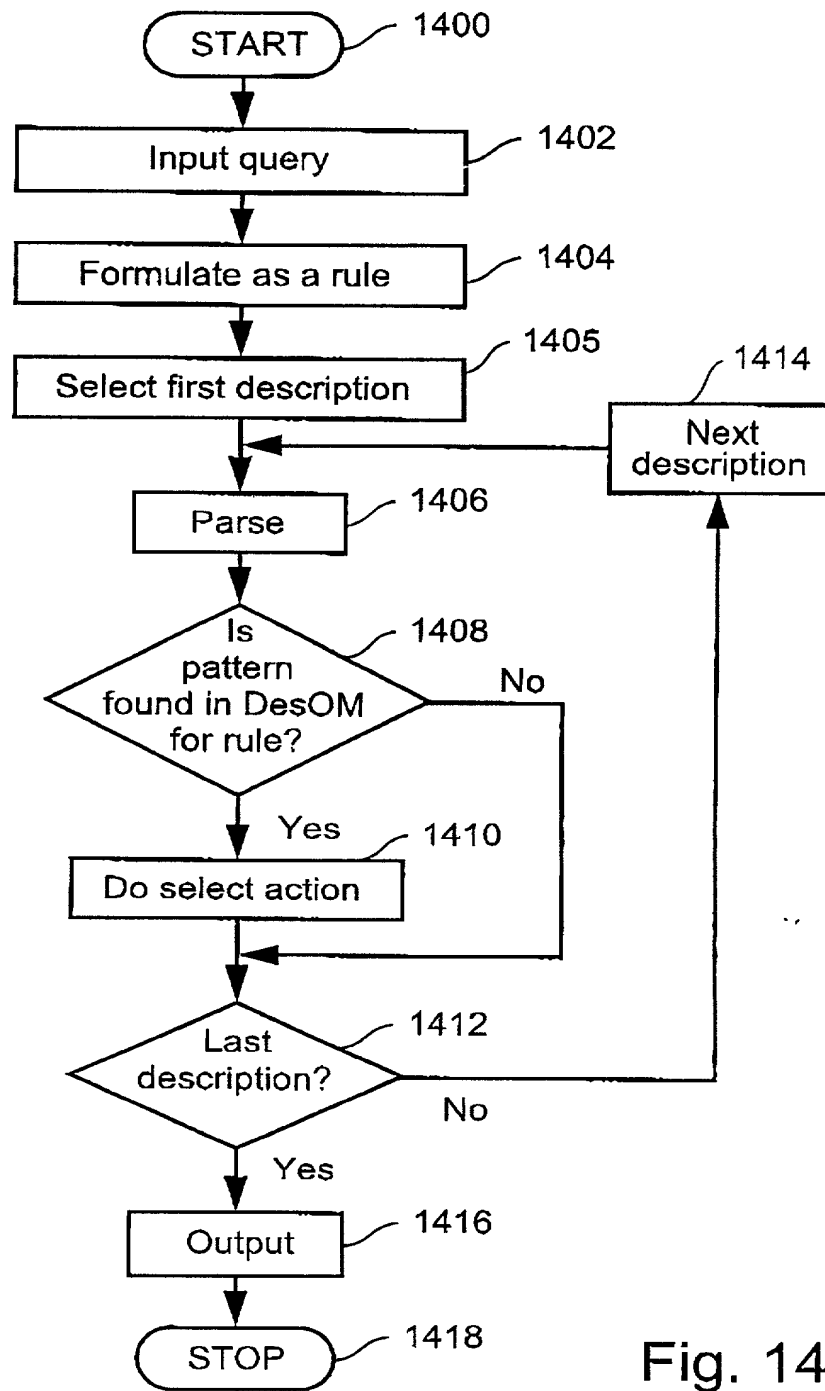 START
1400
Input query
1402
Formulate as a rule
1404
Select first description
1405
1414
Next
description
Parse
1406
Is
pattern
found in DesOM
for rule?
1408
No
Yes
1410
Do select action
Last
description?
1412
No
Yes
Output
1416
STOP
1418
Fig. 14